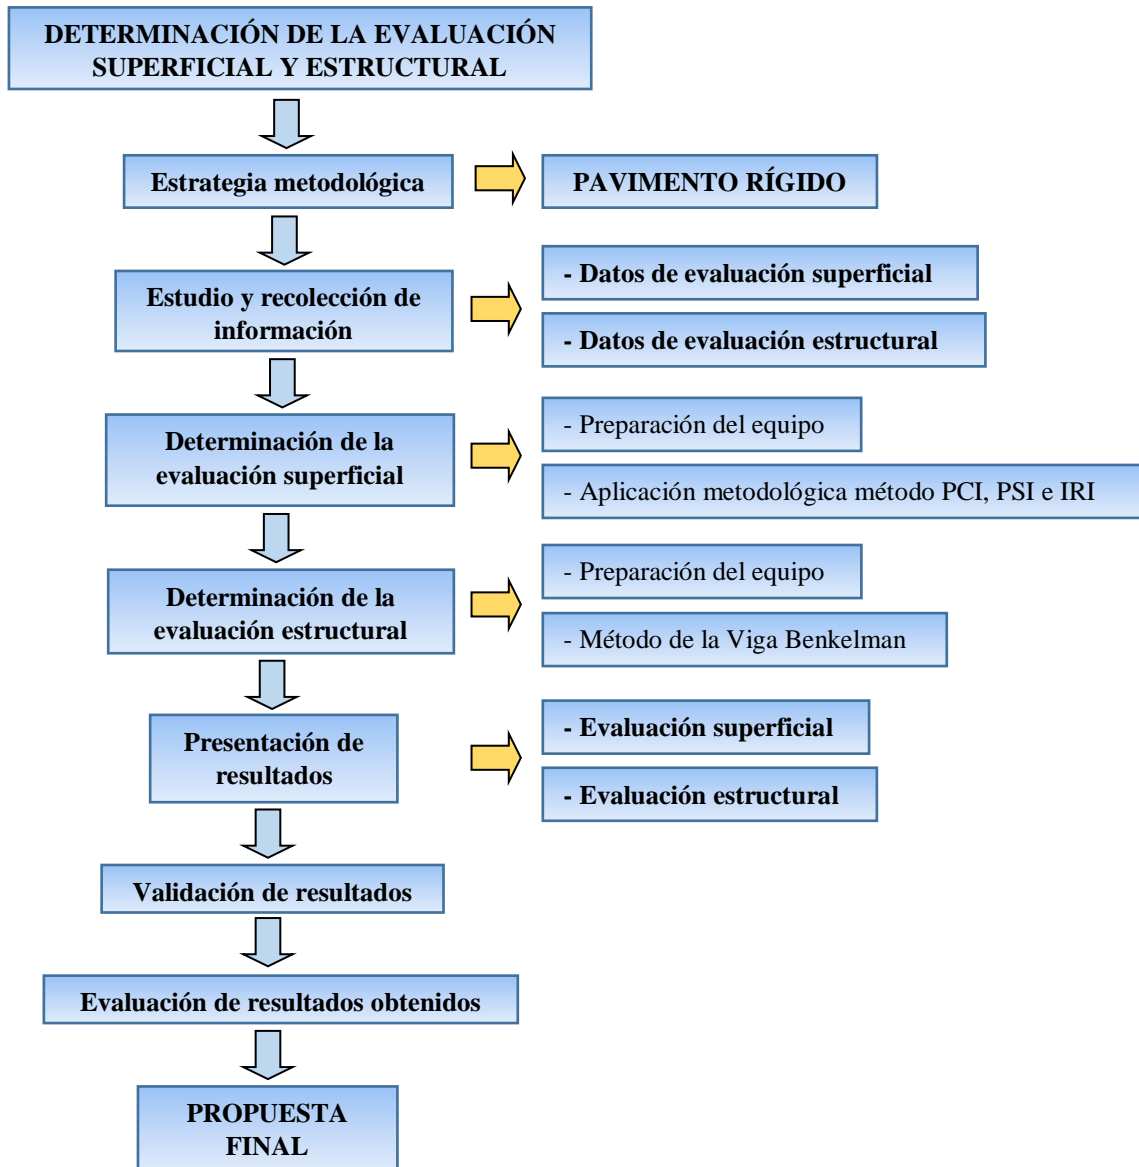 DETERMINACIÓN DE LA EVALUACIÓN
SUPERFICIAL Y ESTRUCTURAL
Estrategia metodológica
PAVIMENTO RÍGIDO
Estudio y recolección de
información
- Datos de evaluación superficial
- Datos de evaluación estructural
Determinación de la
evaluación superficial
- Preparación del equipo
- Aplicación metodológica método PCI, PSI e IRI
Determinación de la
evaluación estructural
- Preparación del equipo
- Método de la Viga Benkelman
Presentación de
resultados
- Evaluación superficial
- Evaluación estructural
Validación de resultados
Evaluación de resultados obtenidos
PROPUESTA
FINAL